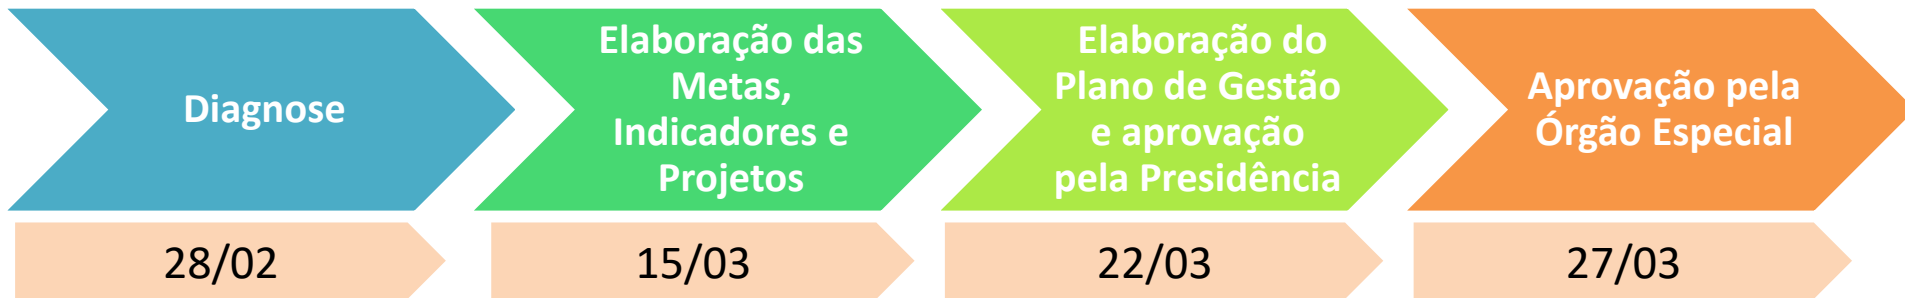 Diagnose
Elaboração das
Metas,
Indicadores e
Projetos
Elaboração do
Plano de Gestão
e aprovação
pela Presidência
Aprovação pela
Órgão Especial
28/02
15/03
22/03
27/03